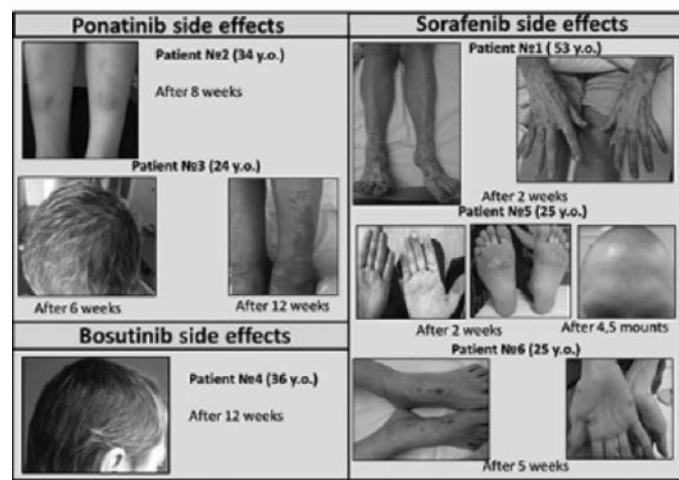 Ponatinib side effects
Patient №2 (34 y.o.)
After 8 weeks
Patient №3 (24 y.o.)
After 6 weeks
After 12 weeks
Bosutinib side effects
Patient №4 (36 y.o.)
After 12 weeks
Sorafenib side effects
Patient №1 ( 53 y.o.)
After 2 weeks
Patient №5 (25 y.o.)
After 2 weeks
After 4,5 mounts
Patient №6 (25 y.o.)
After 5 weeks